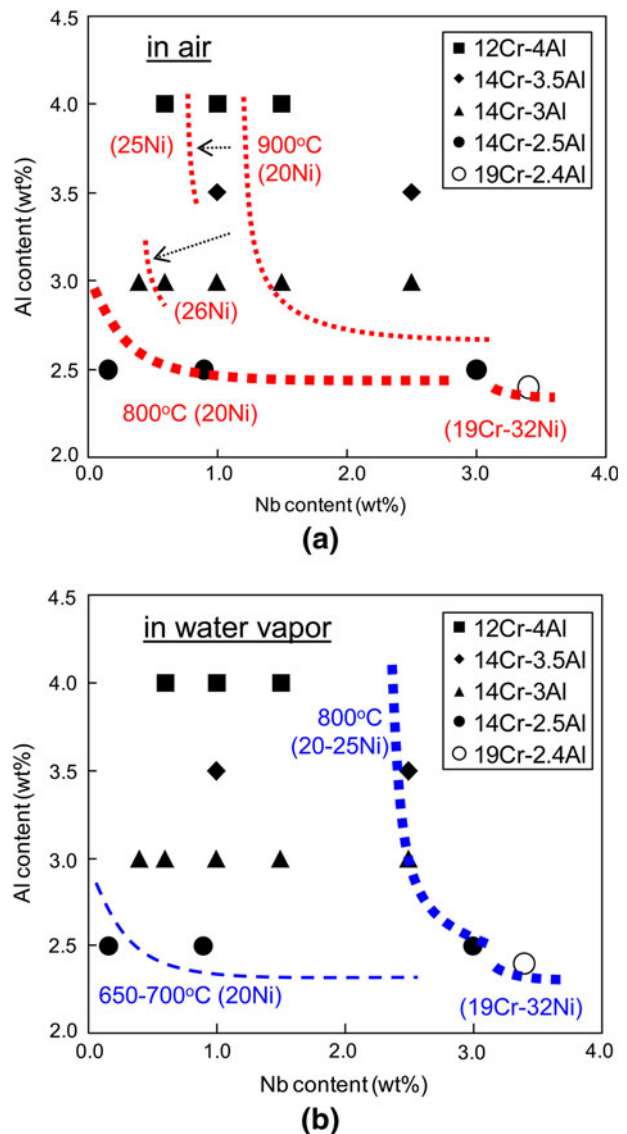 4.5
4.0
3.5
3.0
2.5
2.0
Al content (wt%)
in air
12Cr-4Al
14Cr-3.5Al
14Cr-3Al
14Cr-2.5Al
19Cr-2.4Al
(25Ni)
900°C
(20Ni)
(26Ni)
800°C (20Ni)
(19Cr-32Ni)
0.0 1.0 2.0 3.0 4.0
Nb content (wt%)
(a)
4.5
4.0
3.5
3.0
2.5
2.0
Al content (wt%)
in water vapor
12Cr-4Al
14Cr-3.5Al
14Cr-3Al
14Cr-2.5Al
19Cr-2.4Al
800°C
(20-25Ni)
650-700°C (20Ni)
(19Cr-32Ni)
0.0 1.0 2.0 3.0 4.0
Nb content (wt%)
(b)